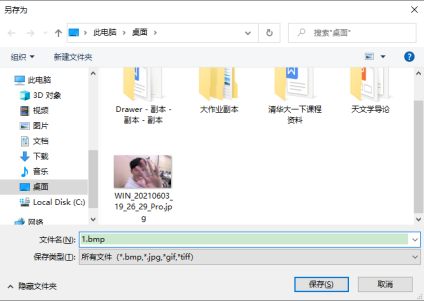 另存为
此电脑 > 桌面 >
搜索"桌面"
组织 新建文件夹
此电脑
3D 对象
视频
图片
文档
下载
音乐
桌面
Local Disk (C:)
网络
Drawer - 副本 - 副本 - 副本
大作业副本
清华大一下课程
资料
天文学导论
WIN_20210603_
19_26_29_Pro.jp
g
文件名(N): 1.bmp
保存类型(T): 所有文件 (*.bmp,*.jpg,*gif,*tiff)
隐藏文件夹
保存(S) 取消